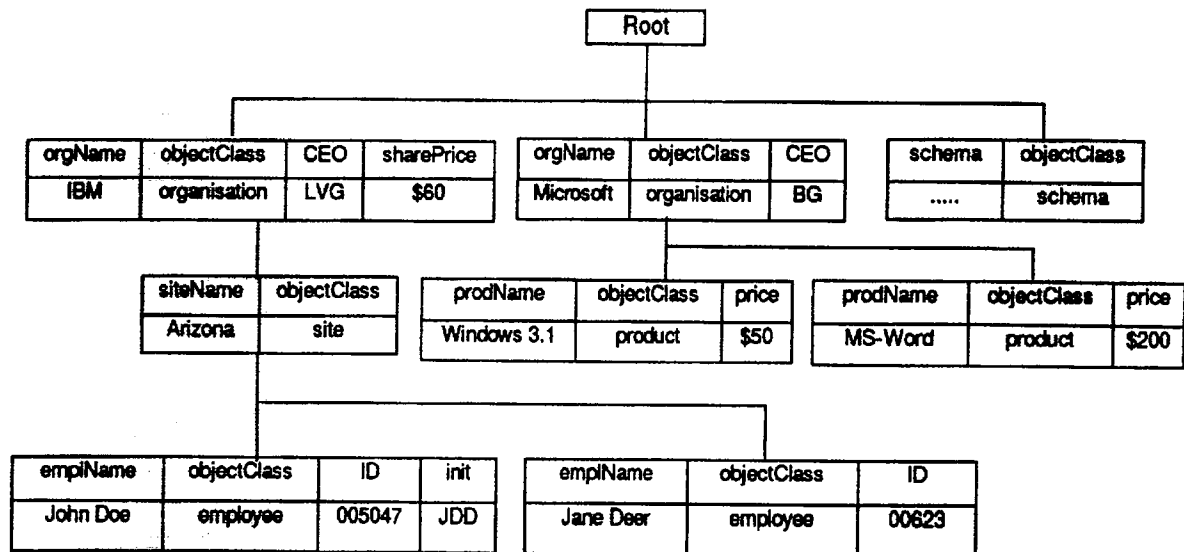 Root
orgName objectClass CEO sharePrice
IBM organisation LVG $60
orgName objectClass CEO
Microsoft organisation BG
schema objectClass
..... schema
siteName objectClass
Arizona site
prodName objectClass price
Windows 3.1 product $50
prodName objectClass price
MS-Word product $200
emplName objectClass ID init
John Doe employee 005047 JDD
emplName objectClass ID
Jane Deer employee 00623